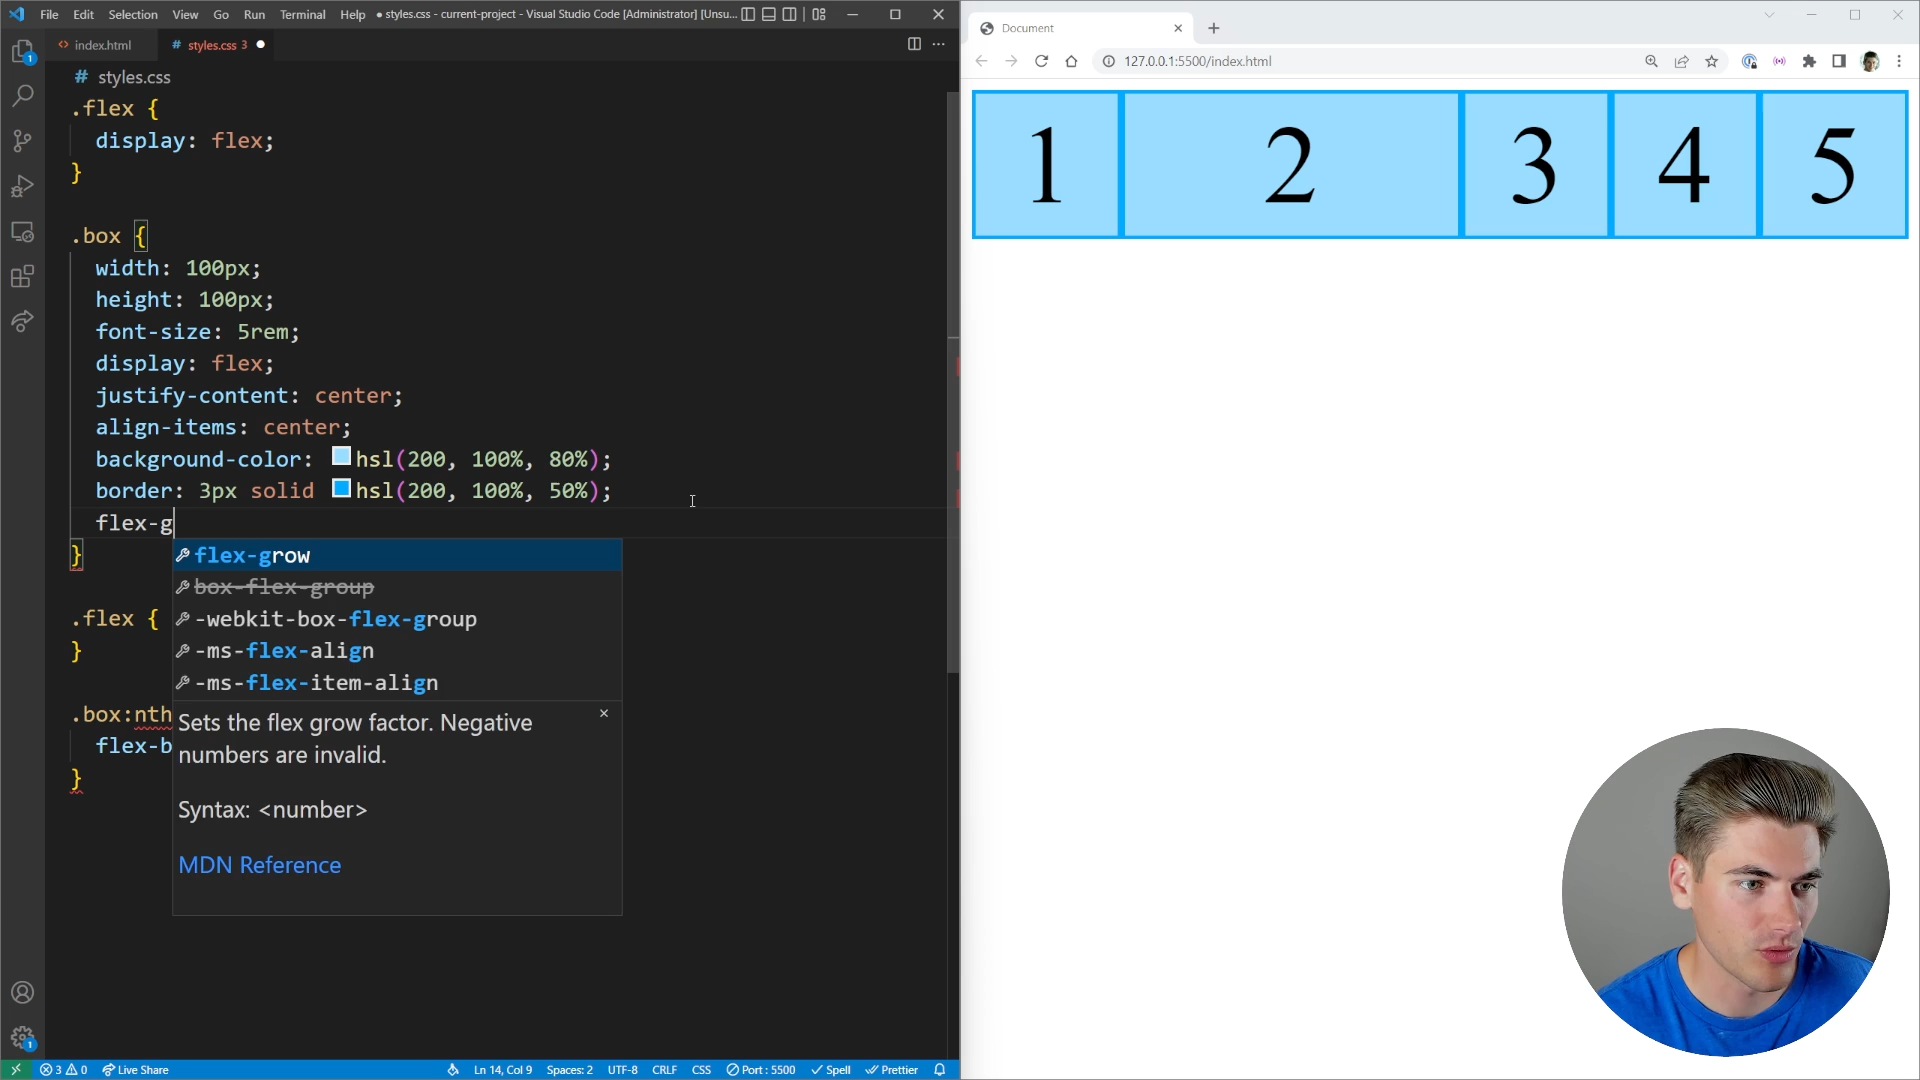 File Edit Selection View Go Run Terminal Help ● styles.css - current-project - Visual Studio Code [Administrator] [Unsu...
index.html # styles.css 3 ●
# styles.css
.flex {
display: flex;
}
.box {
width: 100px;
height: 100px;
font-size: 5rem;
display: flex;
justify-content: center;
align-items: center;
background-color: hsl(200, 100%, 80%);
border: 3px solid hsl(200, 100%, 50%);
flex-g
}
flex-grow
box-flex-group
.flex {
-webkit-box-flex-group
}
-ms-flex-align
-ms-flex-item-align
.box:nth
Sets the flex grow factor. Negative
flex-b
numbers are invalid.
}
Syntax: <number>
MDN Reference
3 0 Live Share Ln 14, Col 9 Spaces: 2 UTF-8 CRLF CSS Port : 5500 Spell Prettier
Document
127.0.0.1:5500/index.html
1 2 3 4 5